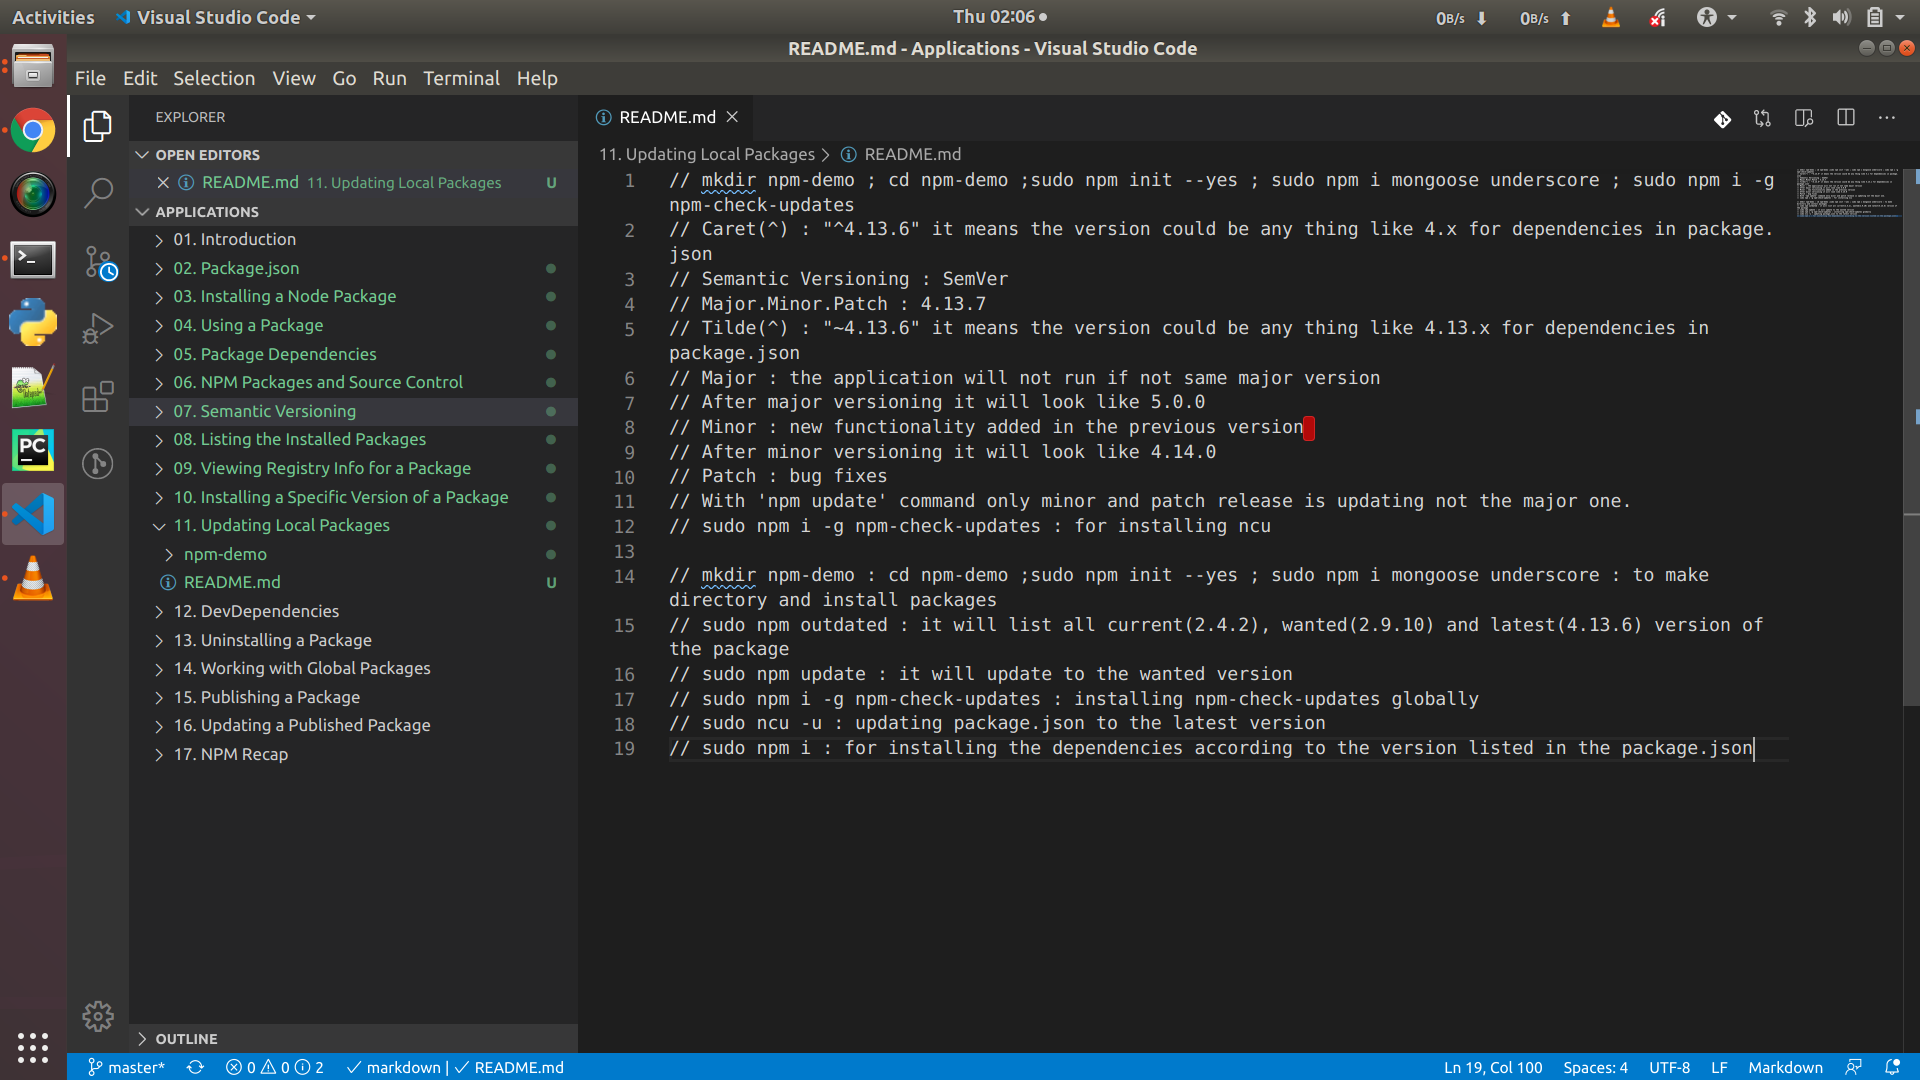 Activities Visual Studio Code Thu 02:06 0B/s 0B/s
README.md - Applications - Visual Studio Code
File Edit Selection View Go Run Terminal Help
EXPLORER
OPEN EDITORS
README.md 11. Updating Local Packages U
APPLICATIONS
01. Introduction
02. Package.json
03. Installing a Node Package
04. Using a Package
05. Package Dependencies
06. NPM Packages and Source Control
07. Semantic Versioning
08. Listing the Installed Packages
09. Viewing Registry Info for a Package
10. Installing a Specific Version of a Package
11. Updating Local Packages
npm-demo
README.md U
12. DevDependencies
13. Uninstalling a Package
14. Working with Global Packages
15. Publishing a Package
16. Updating a Published Package
17. NPM Recap
OUTLINE
README.md
11. Updating Local Packages > README.md
1 // mkdir npm-demo ; cd npm-demo ;sudo npm init --yes ; sudo npm i mongoose underscore ; sudo npm i -g
npm-check-updates
2 // Caret(^) : "^4.13.6" it means the version could be any thing like 4.x for dependencies in package.
json
3 // Semantic Versioning : SemVer
4 // Major.Minor.Patch : 4.13.7
5 // Tilde(^) : "~4.13.6" it means the version could be any thing like 4.13.x for dependencies in
package.json
6 // Major : the application will not run if not same major version
7 // After major versioning it will look like 5.0.0
8 // Minor : new functionality added in the previous version
9 // After minor versioning it will look like 4.14.0
10 // Patch : bug fixes
11 // With 'npm update' command only minor and patch release is updating not the major one.
12 // sudo npm i -g npm-check-updates : for installing ncu
13
14 // mkdir npm-demo : cd npm-demo ;sudo npm init --yes ; sudo npm i mongoose underscore : to make
directory and install packages
15 // sudo npm outdated : it will list all current(2.4.2), wanted(2.9.10) and latest(4.13.6) version of
the package
16 // sudo npm update : it will update to the wanted version
17 // sudo npm i -g npm-check-updates : installing npm-check-updates globally
18 // sudo ncu -u : updating package.json to the latest version
19 // sudo npm i : for installing the dependencies according to the version listed in the package.json
PC
master* 0 0 2 markdown | README.md Ln 19, Col 100 Spaces: 4 UTF-8 LF Markdown